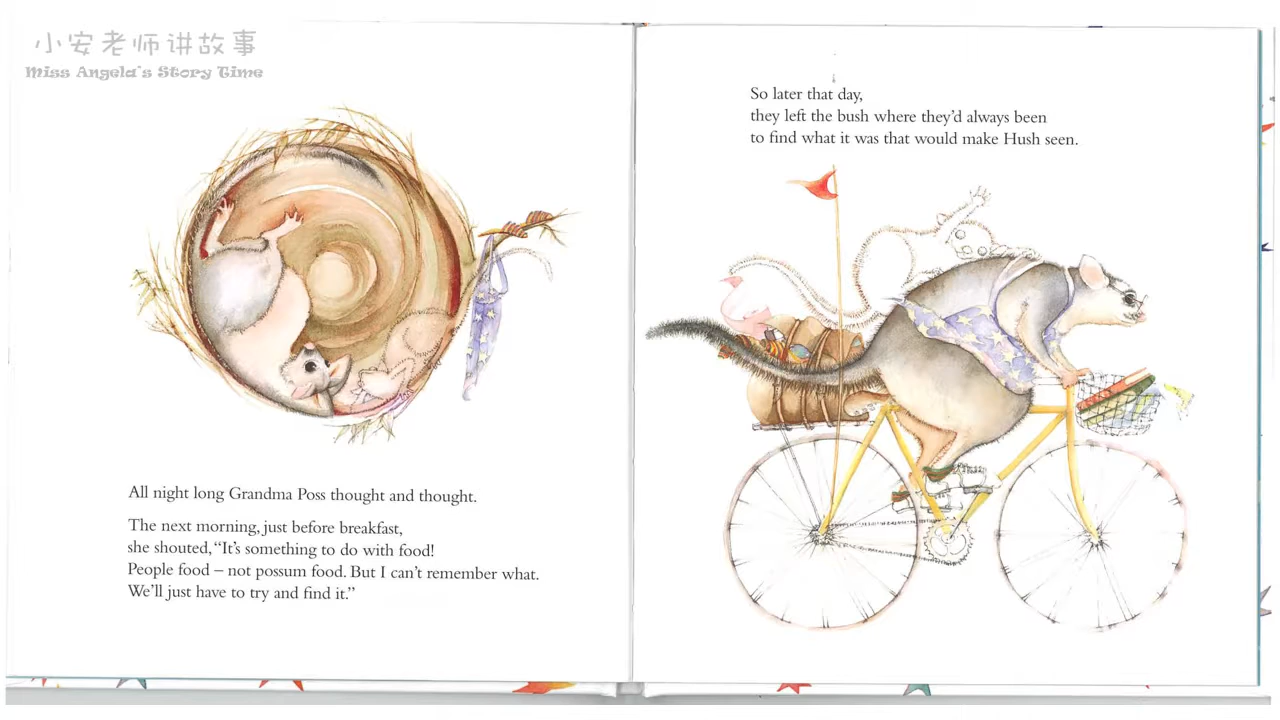 小安老师讲故事
Miss Angela's Story Time
All night long Grandma Poss thought and thought.
The next morning, just before breakfast,
she shouted, “It’s something to do with food!
People food – not possum food. But I can’t remember what.
We’ll just have to try and find it.”
So later that day,
they left the bush where they’d always been
to find what it was that would make Hush seen.